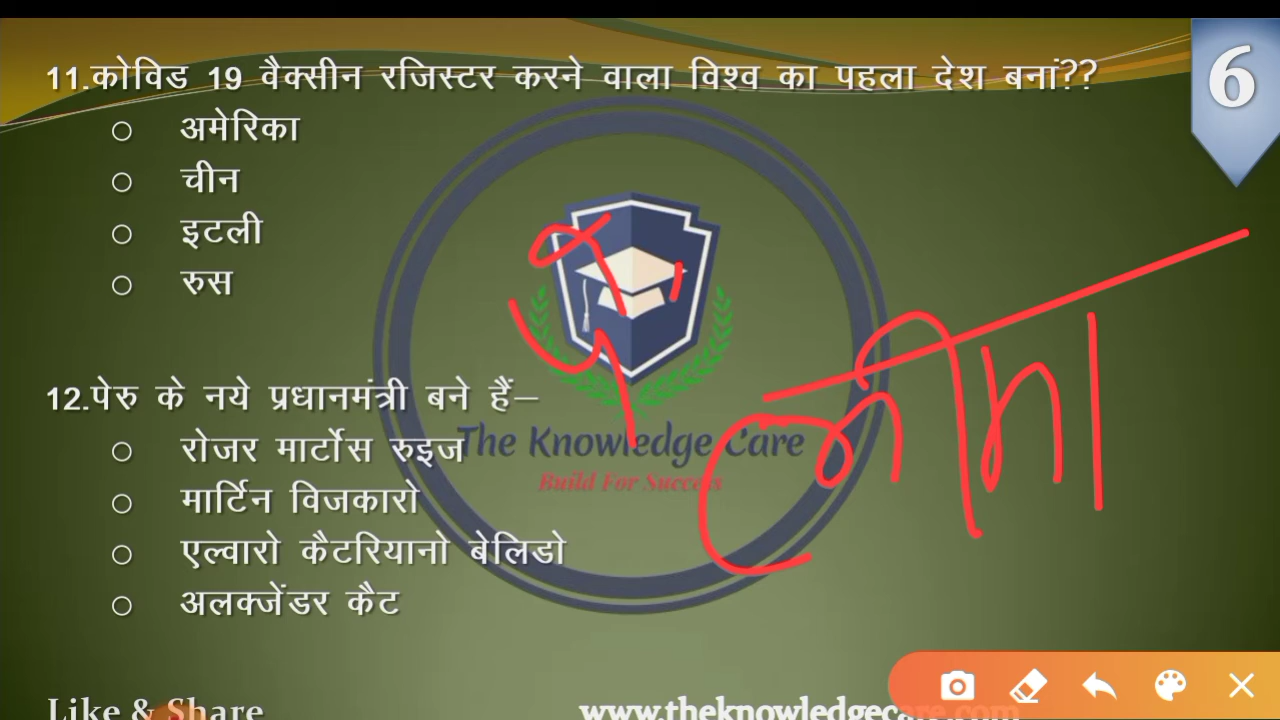 11.कोविड 19 वैक्सीन रजिस्टर करने वाला विश्व का पहला देश बनां??
6
अमेरिका
चीन
इटली
रुस
12.पेरु के नये प्रधानमंत्री बने हैं–
रोजर मार्टोस रुइज
मार्टिन विजकारो
एल्वारो कैटरियानो बेलिडो
अलक्जेंडर कैट
The Knowledge Care
Build For Success
लीमा
Like & Share
www.theknowledgecare.com